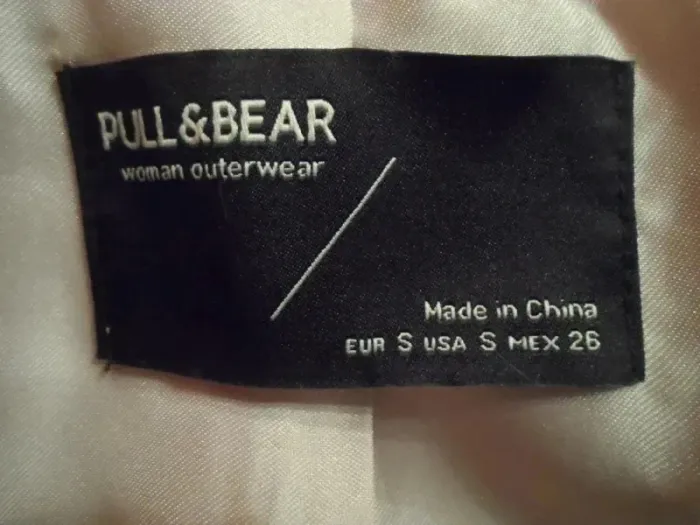 PULL&BEAR
woman outerwear
Made in China
EUR S USA S MEX 26